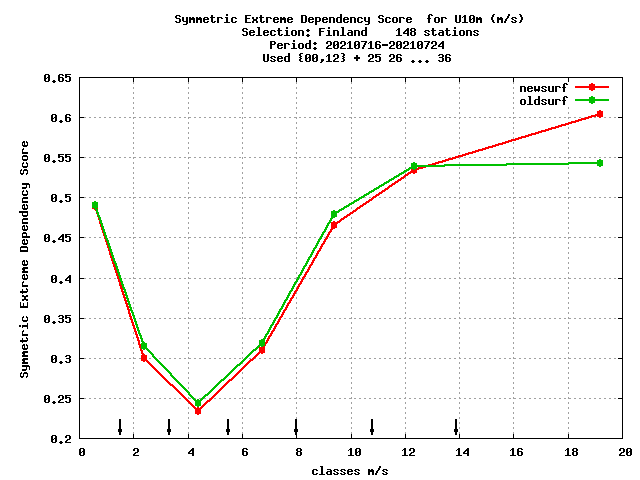 Symmetric Extreme Dependency Score  for U10m (m/s)
Selection: Finland    148 stations
Period: 20210716-20210724
Used {00,12} + 25 26 ... 36
newsurf
oldsurf
0.65
0.6
0.55
0.5
0.45
0.4
0.35
0.3
0.25
0.2
Symmetric Extreme Dependency Score
0 2 4 6 8 10 12 14 16 18 20
classes m/s